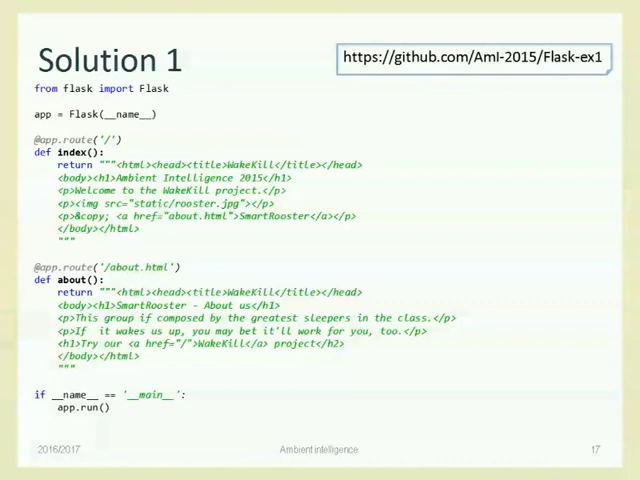 Solution 1
https://github.com/AmI-2015/Flask-ex1
from flask import Flask
app = Flask(__name__)
@app.route('/')
def index():
return """<html><head><title>WakeKill</title></head>
<body><h1>Ambient Intelligence 2015</h1>
<p>Welcome to the WakeKill project.</p>
<p><img src="static/rooster.jpg"></p>
<p>&copy; <a href="about.html">SmartRooster</a></p>
</body></html>
"""
@app.route('/about.html')
def about():
return """<html><head><title>WakeKill</title></head>
<body><h1>SmartRooster - About us</h1>
<p>This group if composed by the greatest sleepers in the class.</p>
<p>If  it wakes us up, you may bet it'll work for you, too.</p>
<h1>Try our <a href="/">WakeKill</a> project</h2>
</body></html>
"""
if __name__ == '__main__':
app.run()
2016/2017
Ambient intelligence
17